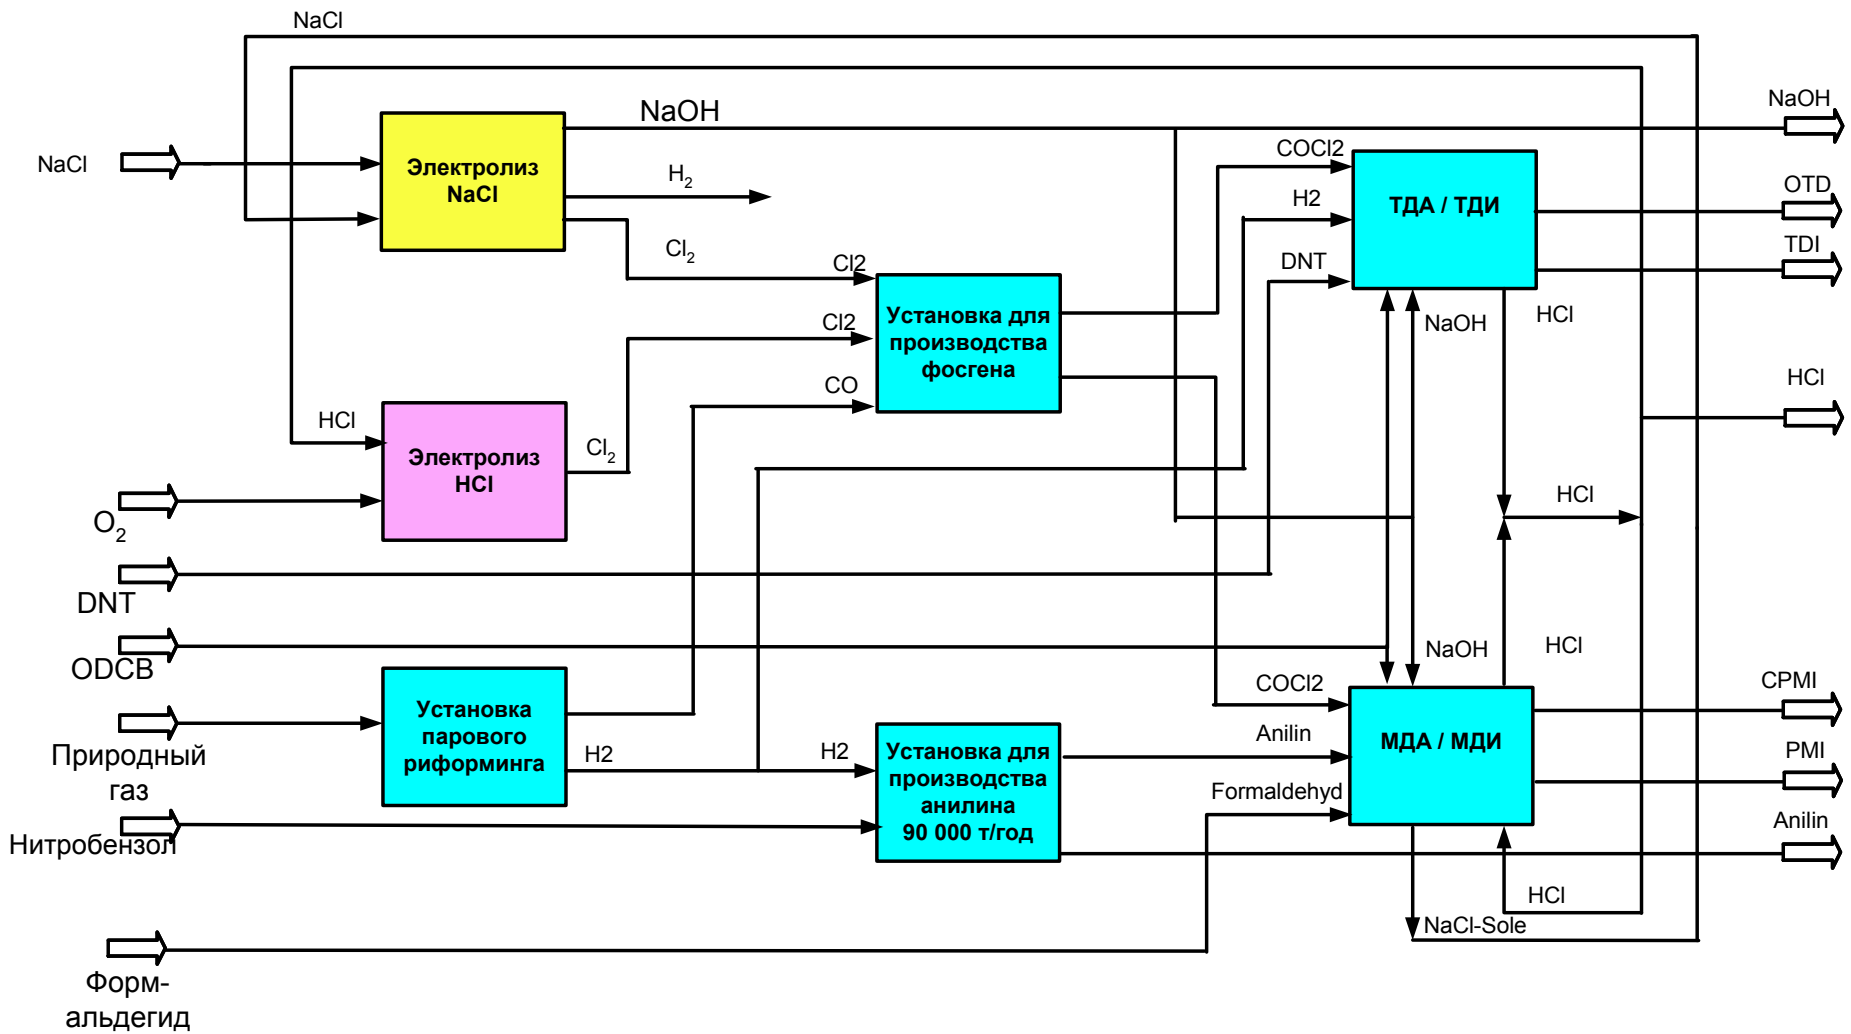 NaCl
NaOH
NaOH
NaCl
Электролиз
NaCl
H₂
Cl₂
Cl2
COCl2
H2
DNT
ТДА / ТДИ
OTD
TDI
Установка для
производства
фосгена
Cl2
CO
NaOH
HCl
HCl
HCl
Электролиз
HCl
Cl₂
O₂
HCl
DNT
ODCB
NaOH
HCl
COCl2
CPMI
Установка
парового
риформинга
H2
H2
Установка для
производства
анилина
90 000 т/год
Anilin
Formaldehyd
МДА / МДИ
PMI
Anilin
Природный
газ
Нитробензол
HCl
NaCl-Sole
Форм-
альдегид